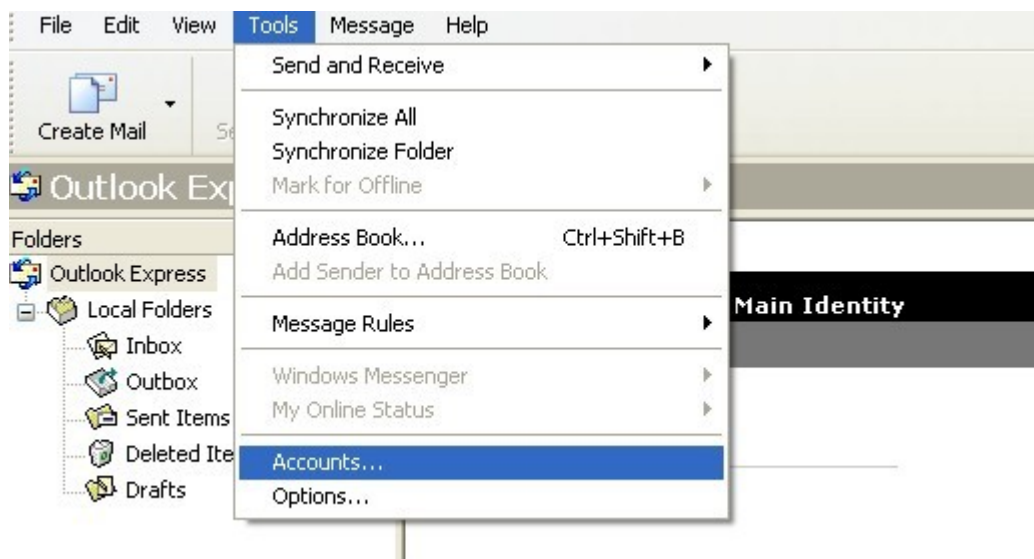 File Edit View Tools Message Help
Create Mail
Outlook Exp
Folders
Outlook Express
Local Folders
Inbox
Outbox
Sent Items
Deleted Ite
Drafts
Send and Receive
Synchronize All
Synchronize Folder
Mark for Offline
Address Book... Ctrl+Shift+B
Add Sender to Address Book
Message Rules
Windows Messenger
My Online Status
Accounts...
Options...
Main Identity